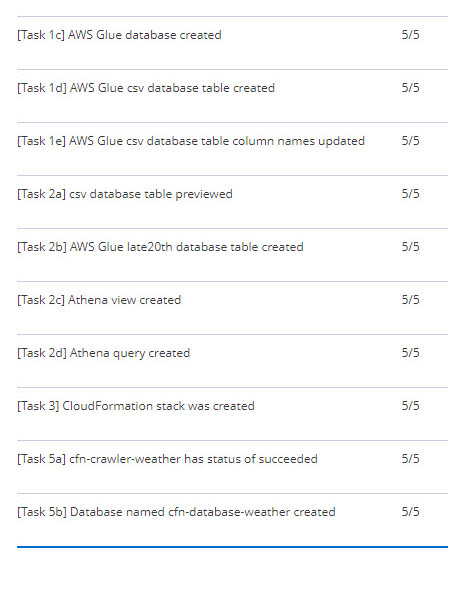 [Task 1c] AWS Glue database created 5/5
[Task 1d] AWS Glue csv database table created 5/5
[Task 1e] AWS Glue csv database table column names updated 5/5
[Task 2a] csv database table previewed 5/5
[Task 2b] AWS Glue late20th database table created 5/5
[Task 2c] Athena view created 5/5
[Task 2d] Athena query created 5/5
[Task 3] CloudFormation stack was created 5/5
[Task 5a] cfn-crawler-weather has status of succeeded 5/5
[Task 5b] Database named cfn-database-weather created 5/5